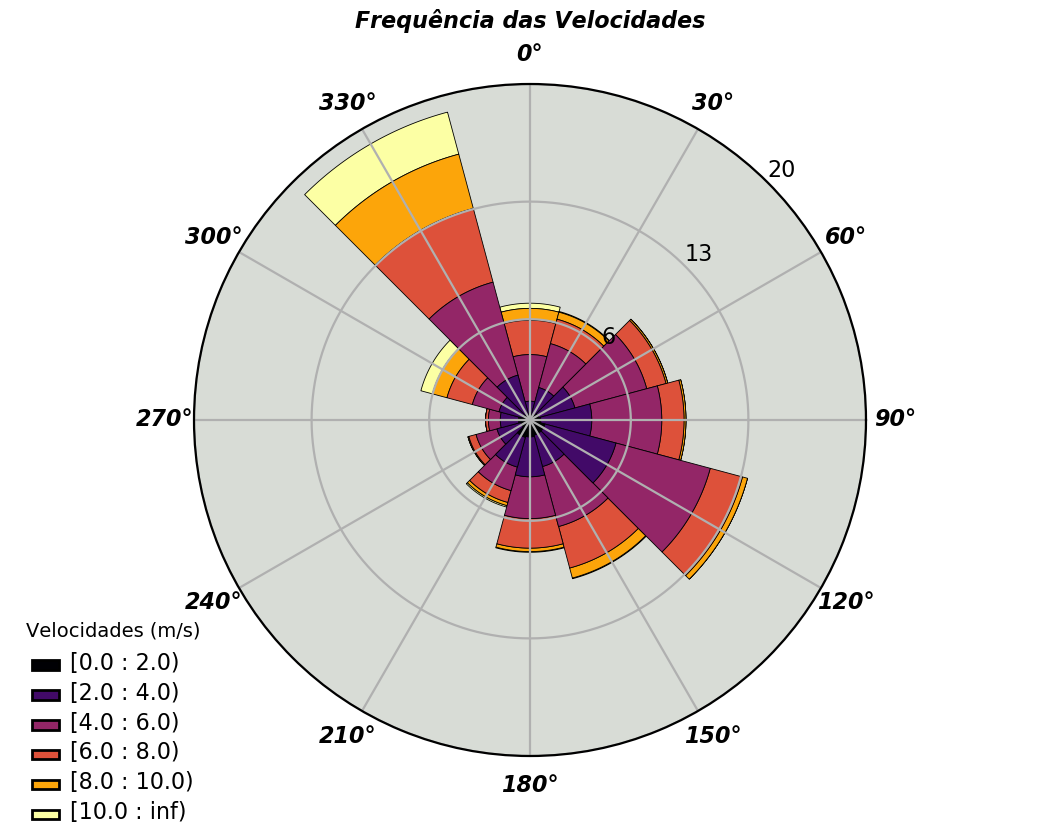 Frequência das Velocidades
0°
330°
30°
20
300°
60°
13
6
270°
90°
240°
120°
210°
150°
180°
Velocidades (m/s)
[0.0 : 2.0)
[2.0 : 4.0)
[4.0 : 6.0)
[6.0 : 8.0)
[8.0 : 10.0)
[10.0 : inf)